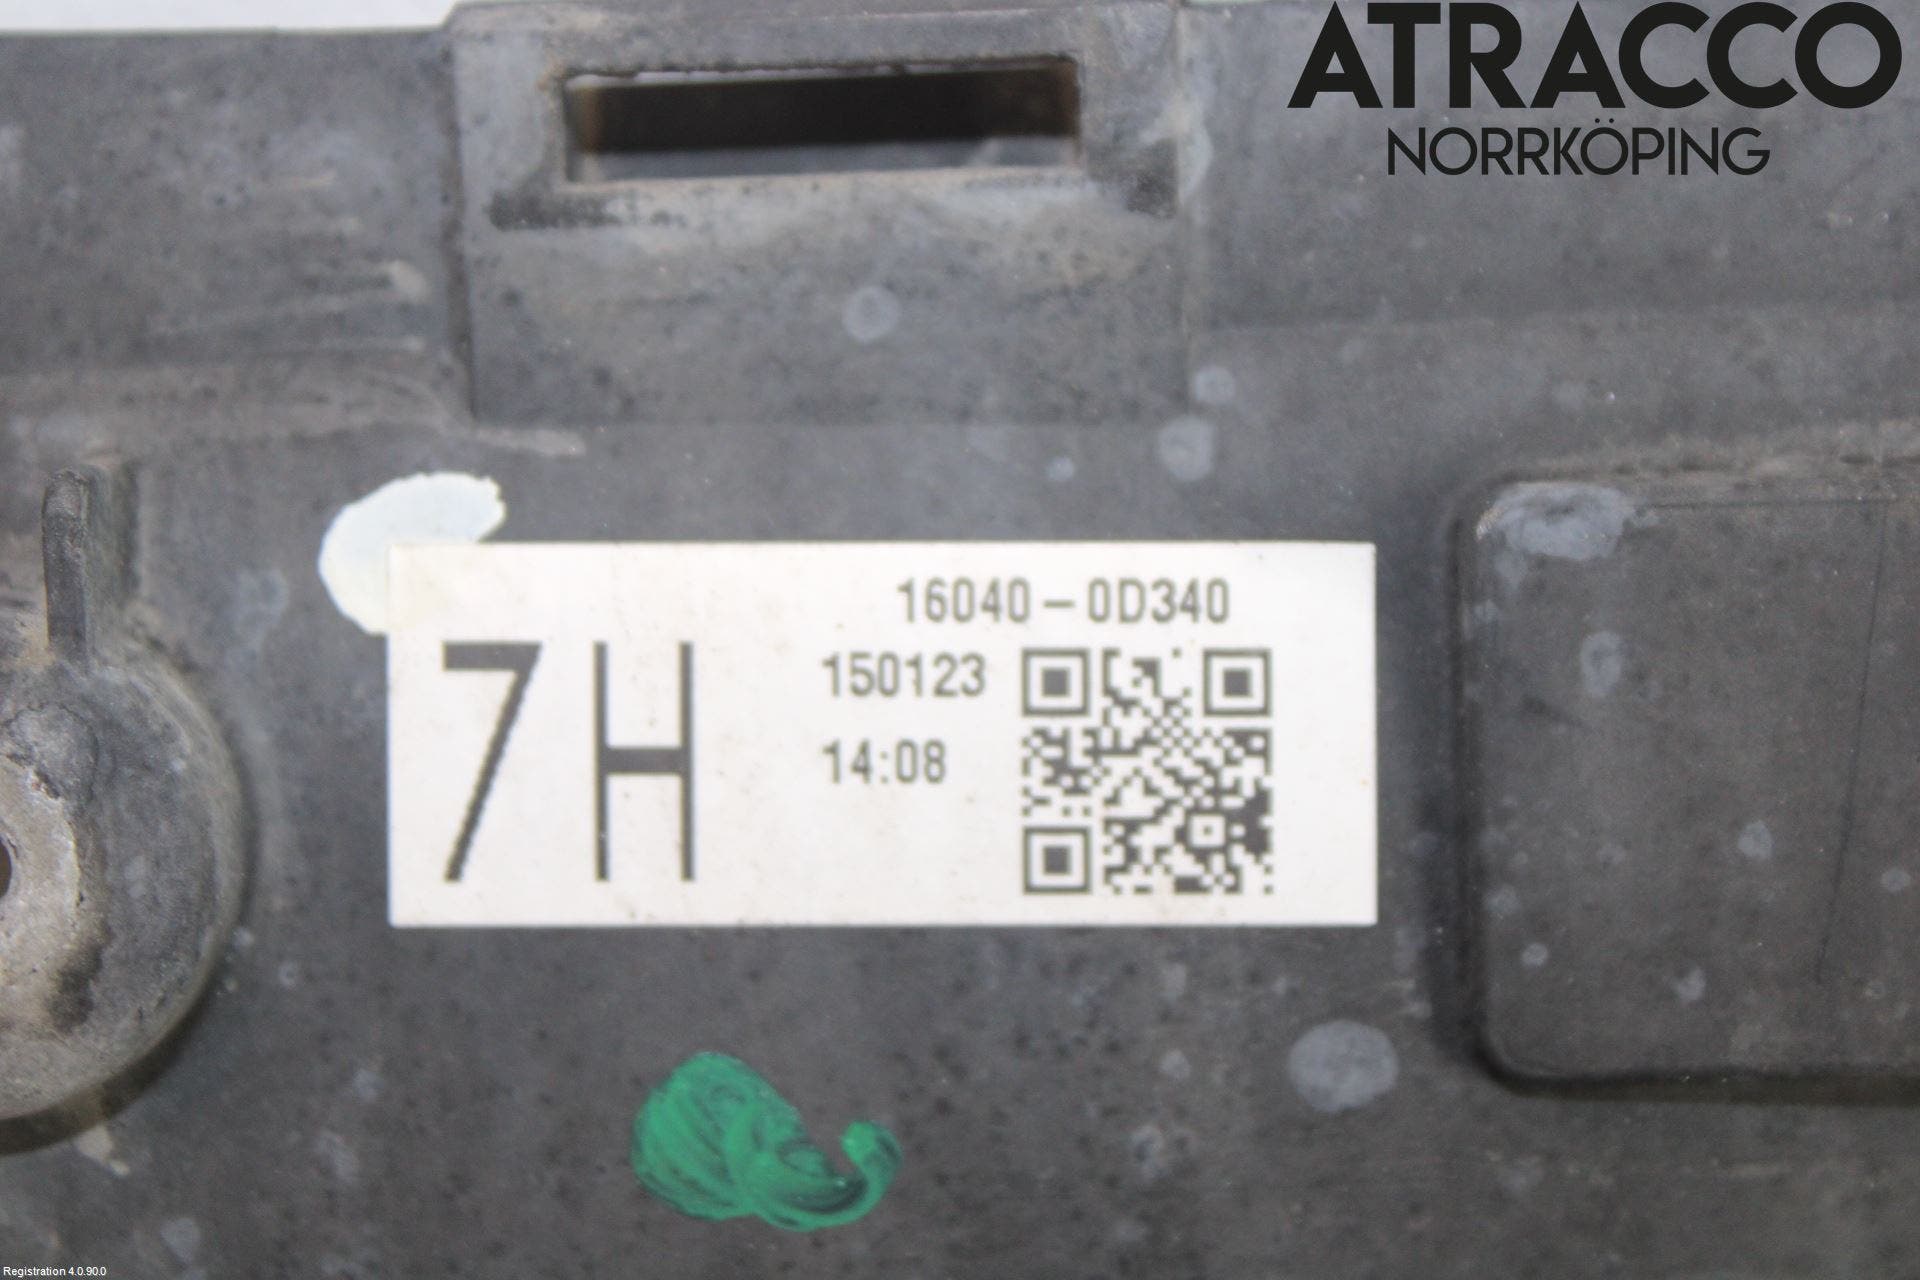 ATRACCO
NORRKÖPING
16040-0D340
7H
150123
14:08
Registration 4.0.90.0